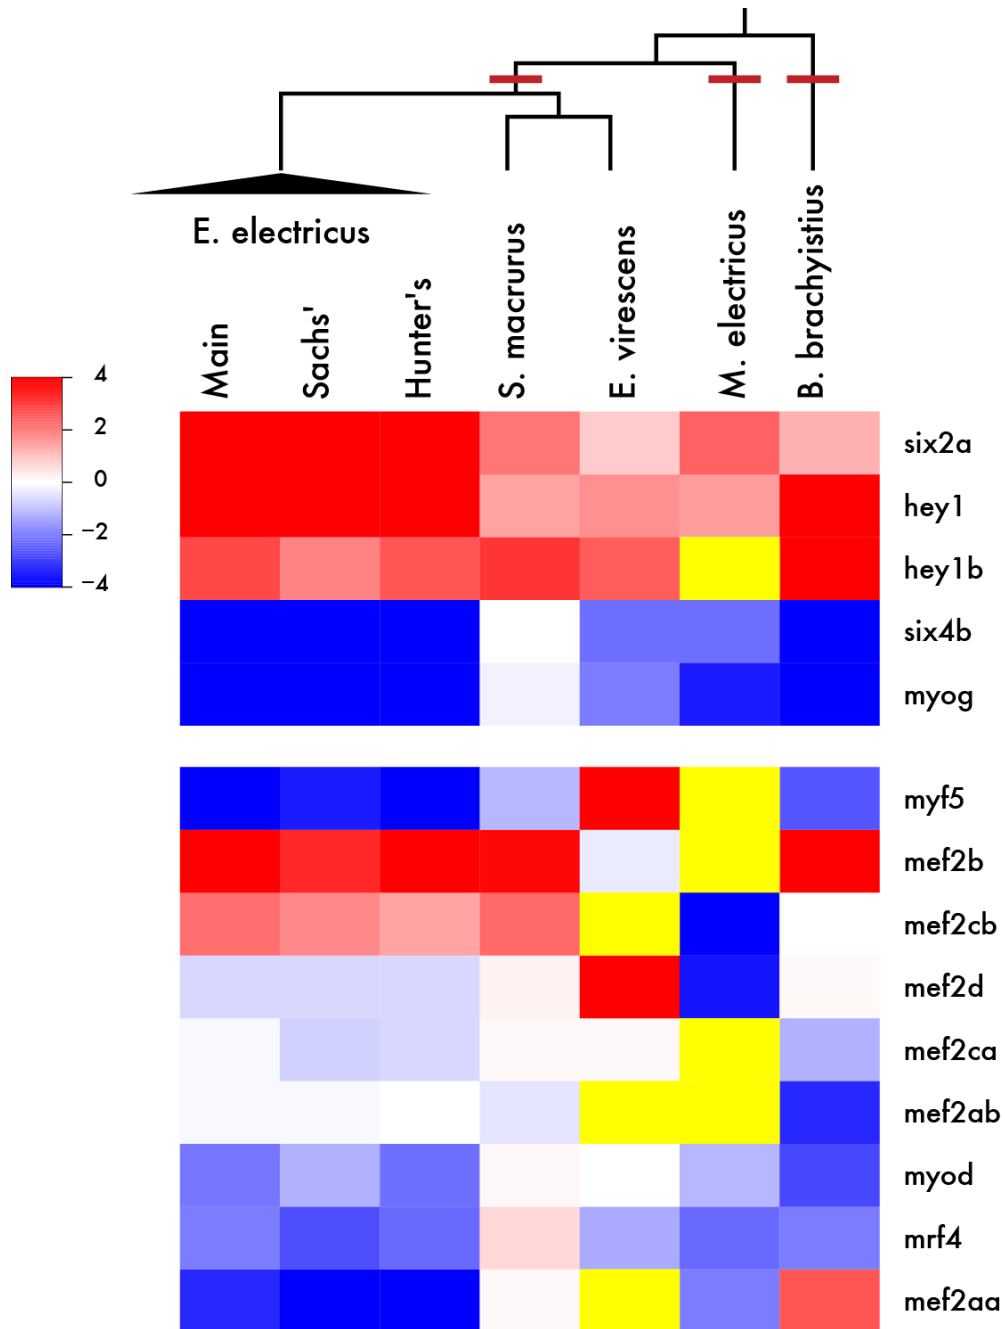 E. electricus
Main
Sachs'
Hunter's
S. macrurus
E. virescens
M. electricus
B. brachyistius
4
2
0
−2
−4
six2a
hey1
hey1b
six4b
myog
myf5
mef2b
mef2cb
mef2d
mef2ca
mef2ab
myod
mrf4
mef2aa